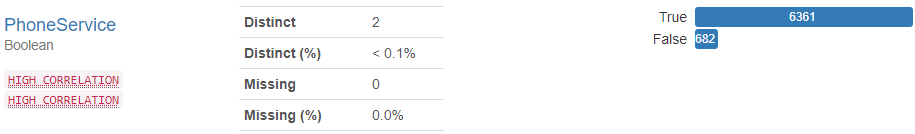 PhoneService
Boolean
HIGH CORRELATION
HIGH CORRELATION
Distinct 2
Distinct (%) < 0.1%
Missing 0
Missing (%) 0.0%
True 6361
False 682